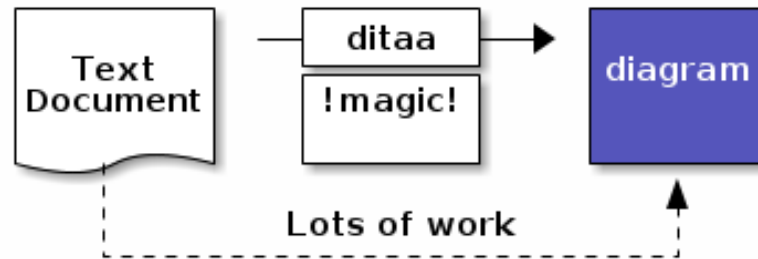 Text
Document
ditaa
!magic!
diagram
Lots of work